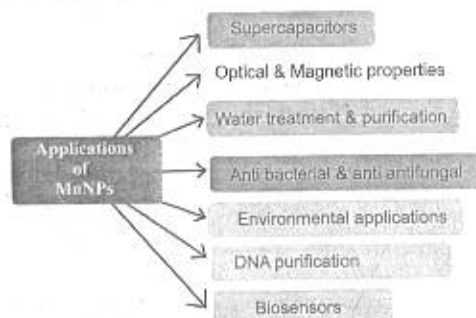 Supercapacitors
Optical & Magnetic properties
Water treatment & purification
Applications
of
MnNPs
Anti bacterial & anti antifungal
Environmental applications
DNA purification
Biosensors